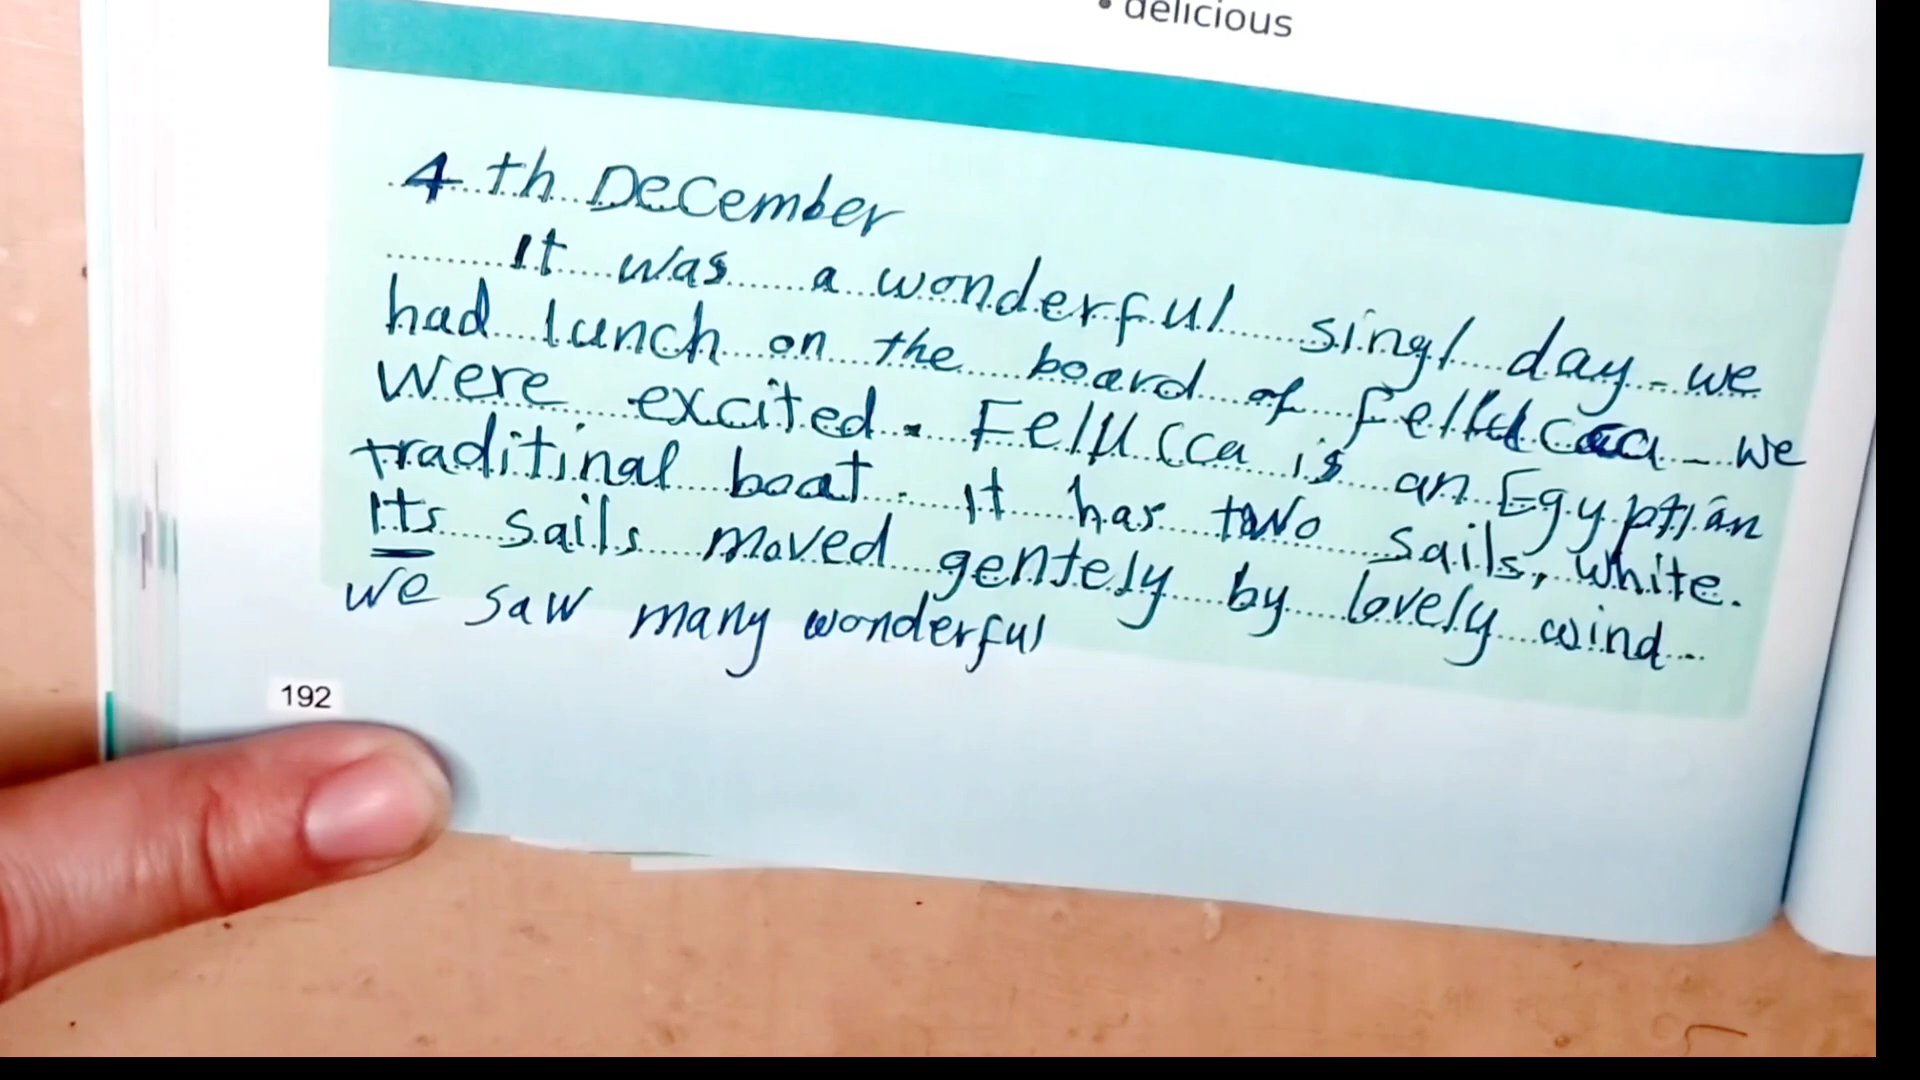 • delicious
4 th December
It was a wonderful singl day - we
had lunch on the board of Fellucca - we
were excited. Felucca is an Egyptian
traditinal boat. It has two sails, white.
Its sails moved gentely by lovely wind
we saw many wonderful
192